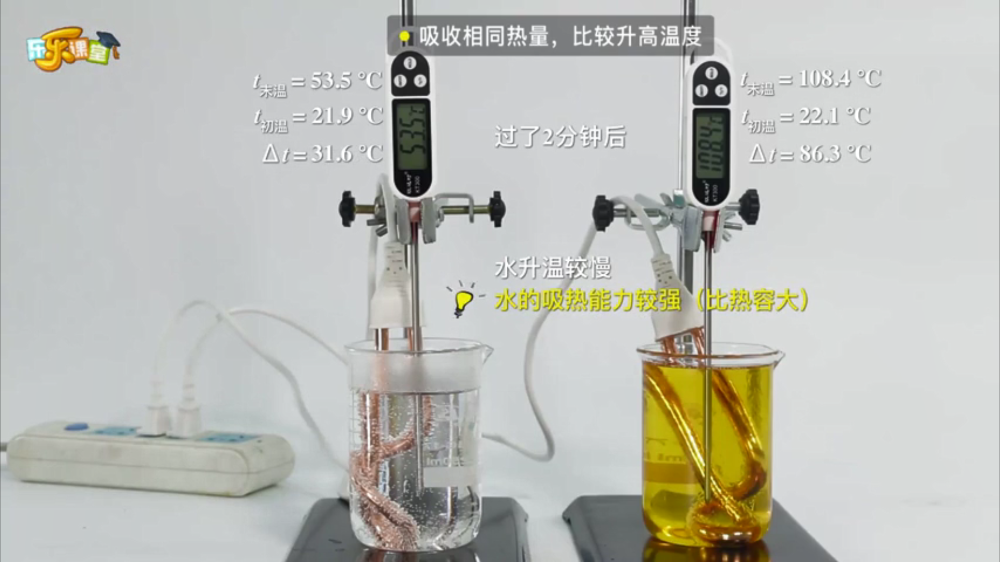 乐乐课堂
吸收相同热量，比较升高温度
t末温 = 53.5 ℃
t初温 = 21.9 ℃
Δt = 31.6 ℃
53.5℃
KT300
过了2分钟后
t末温 = 108.4 ℃
t初温 = 22.1 ℃
Δt = 86.3 ℃
KT300
水升温较慢
水的吸热能力较强（比热容大）